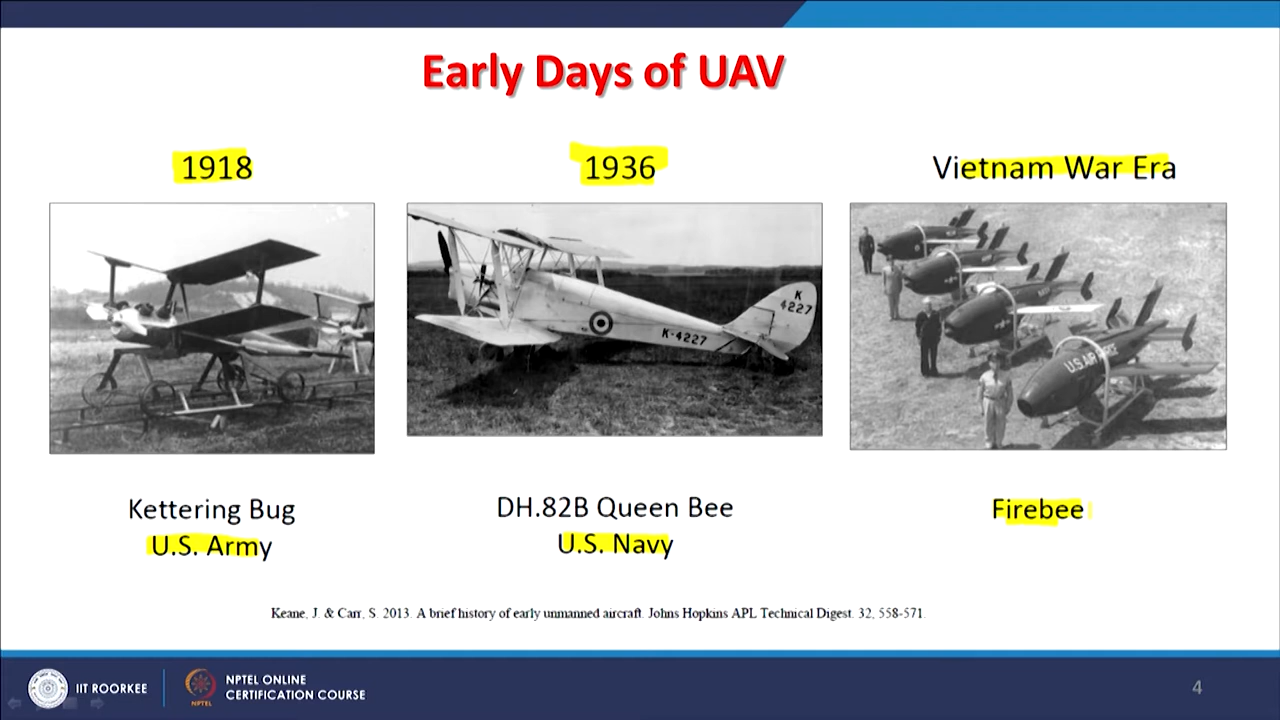 Early Days of UAV
1918
1936
Vietnam War Era
K
4227
K-4227
U.S. AIR FORCE
Kettering Bug
U.S. Army
DH.82B Queen Bee
U.S. Navy
Firebee
Keane, J. & Carr, S. 2013. A brief history of early unmanned aircraft. Johns Hopkins APL Technical Digest. 32, 558-571.
IIT ROORKEE
NPTEL
NPTEL ONLINE
CERTIFICATION COURSE
4